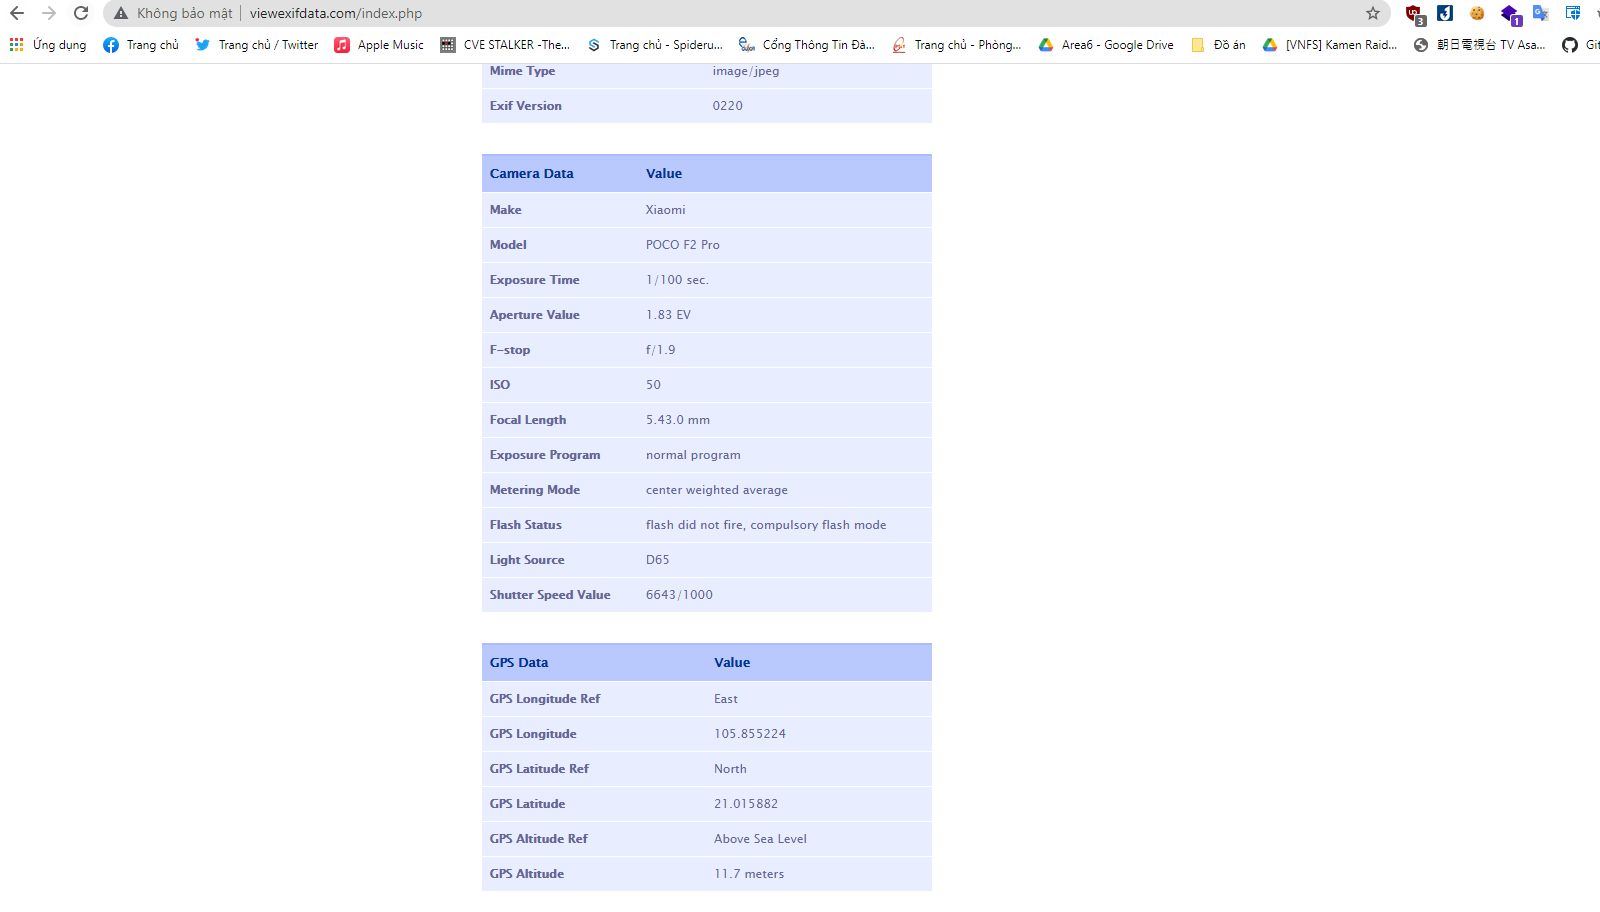 Không bảo mật viewexifdata.com/index.php
3 1
Ứng dụng Trang chủ Trang chủ / Twitter Apple Music CVE STALKER -The... Trang chủ - Spideru... Cổng Thông Tin Đà... Trang chủ - Phòng... Area6 - Google Drive Đồ án [VNFS] Kamen Raid... 朝日電視台 TV Asa... Git
Mime Type image/jpeg
Exif Version 0220
Camera Data Value
Make Xiaomi
Model POCO F2 Pro
Exposure Time 1/100 sec.
Aperture Value 1.83 EV
F-stop f/1.9
ISO 50
Focal Length 5.43.0 mm
Exposure Program normal program
Metering Mode center weighted average
Flash Status flash did not fire, compulsory flash mode
Light Source D65
Shutter Speed Value 6643/1000
GPS Data Value
GPS Longitude Ref East
GPS Longitude 105.855224
GPS Latitude Ref North
GPS Latitude 21.015882
GPS Altitude Ref Above Sea Level
GPS Altitude 11.7 meters